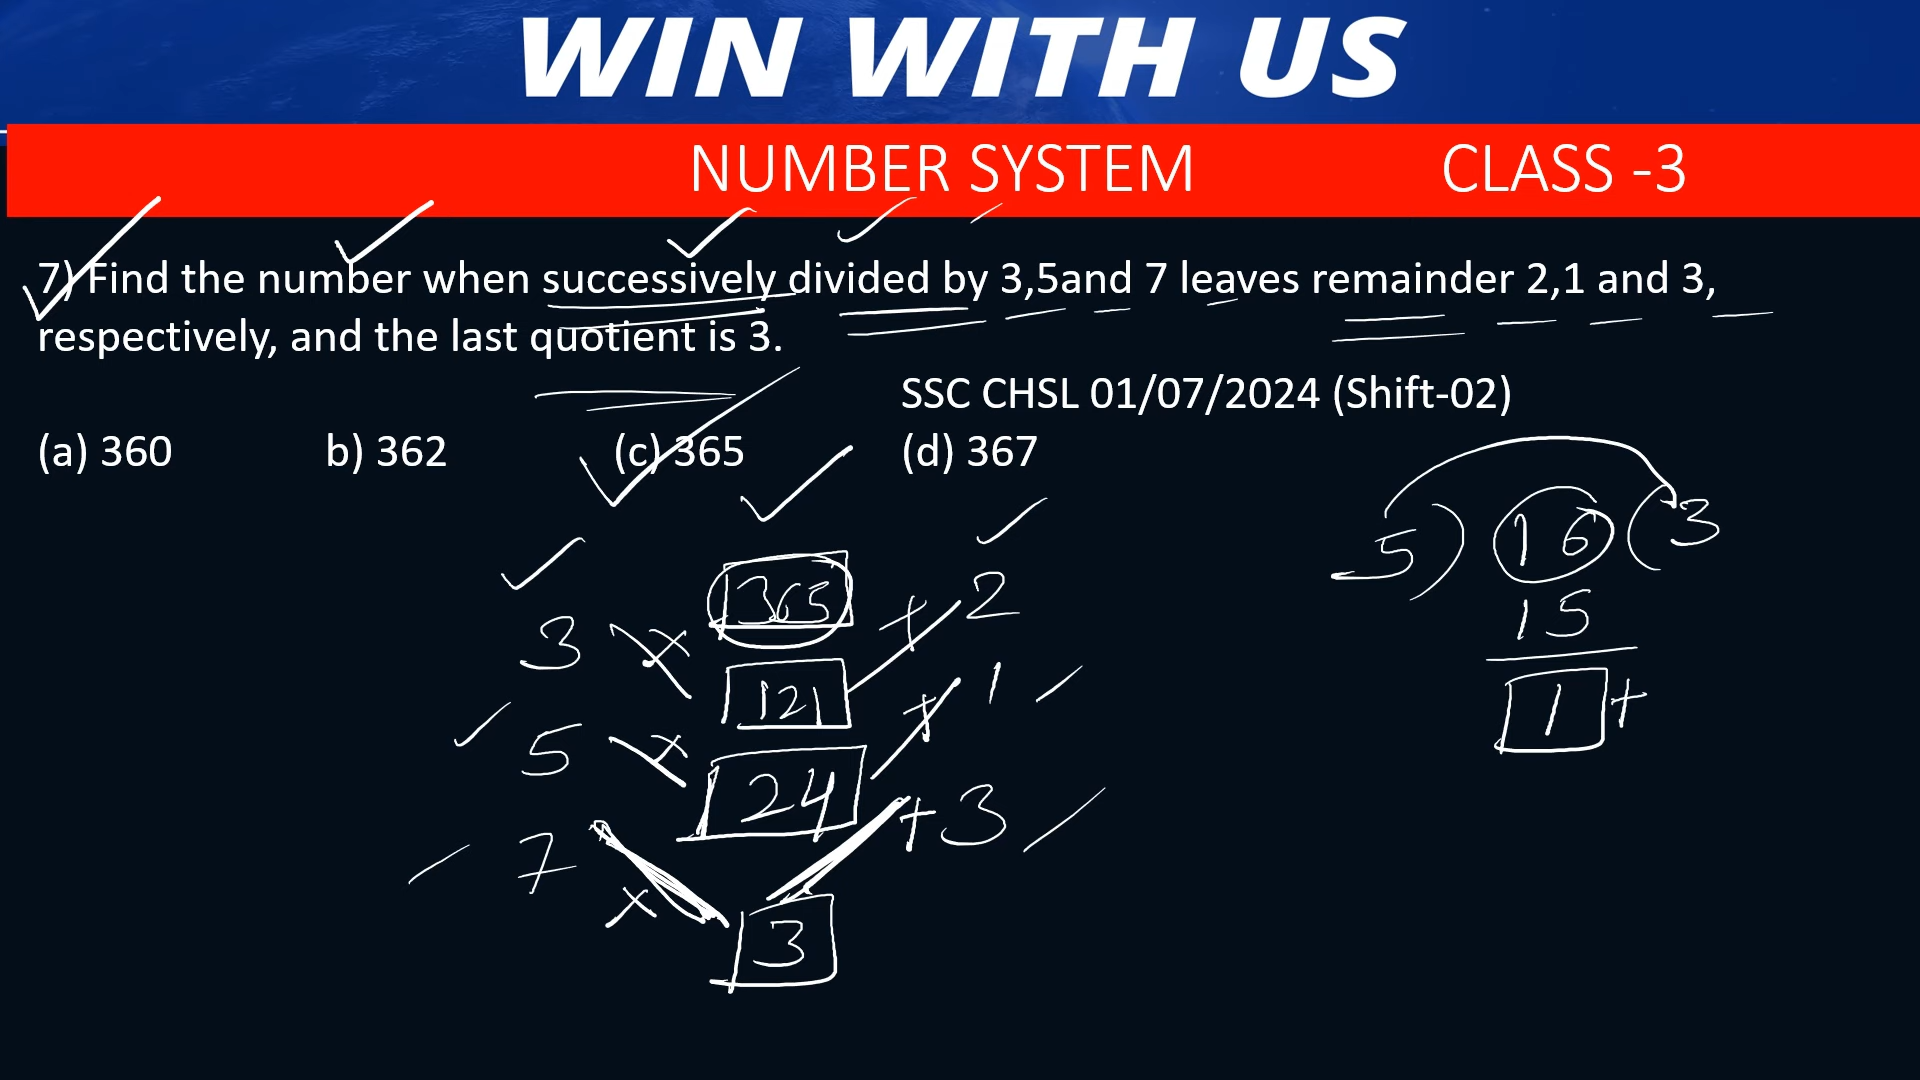 WIN WITH US
NUMBER SYSTEM CLASS -3
7) Find the number when successively divided by 3,5and 7 leaves remainder 2,1 and 3,
respectively, and the last quotient is 3.
SSC CHSL 01/07/2024 (Shift-02)
(a) 360 b) 362 (c) 365 (d) 367
365 + 2
3 ×
121 + 1
5 ×
24 + 3
7 ×
3
5) 16 (3
15
1 +